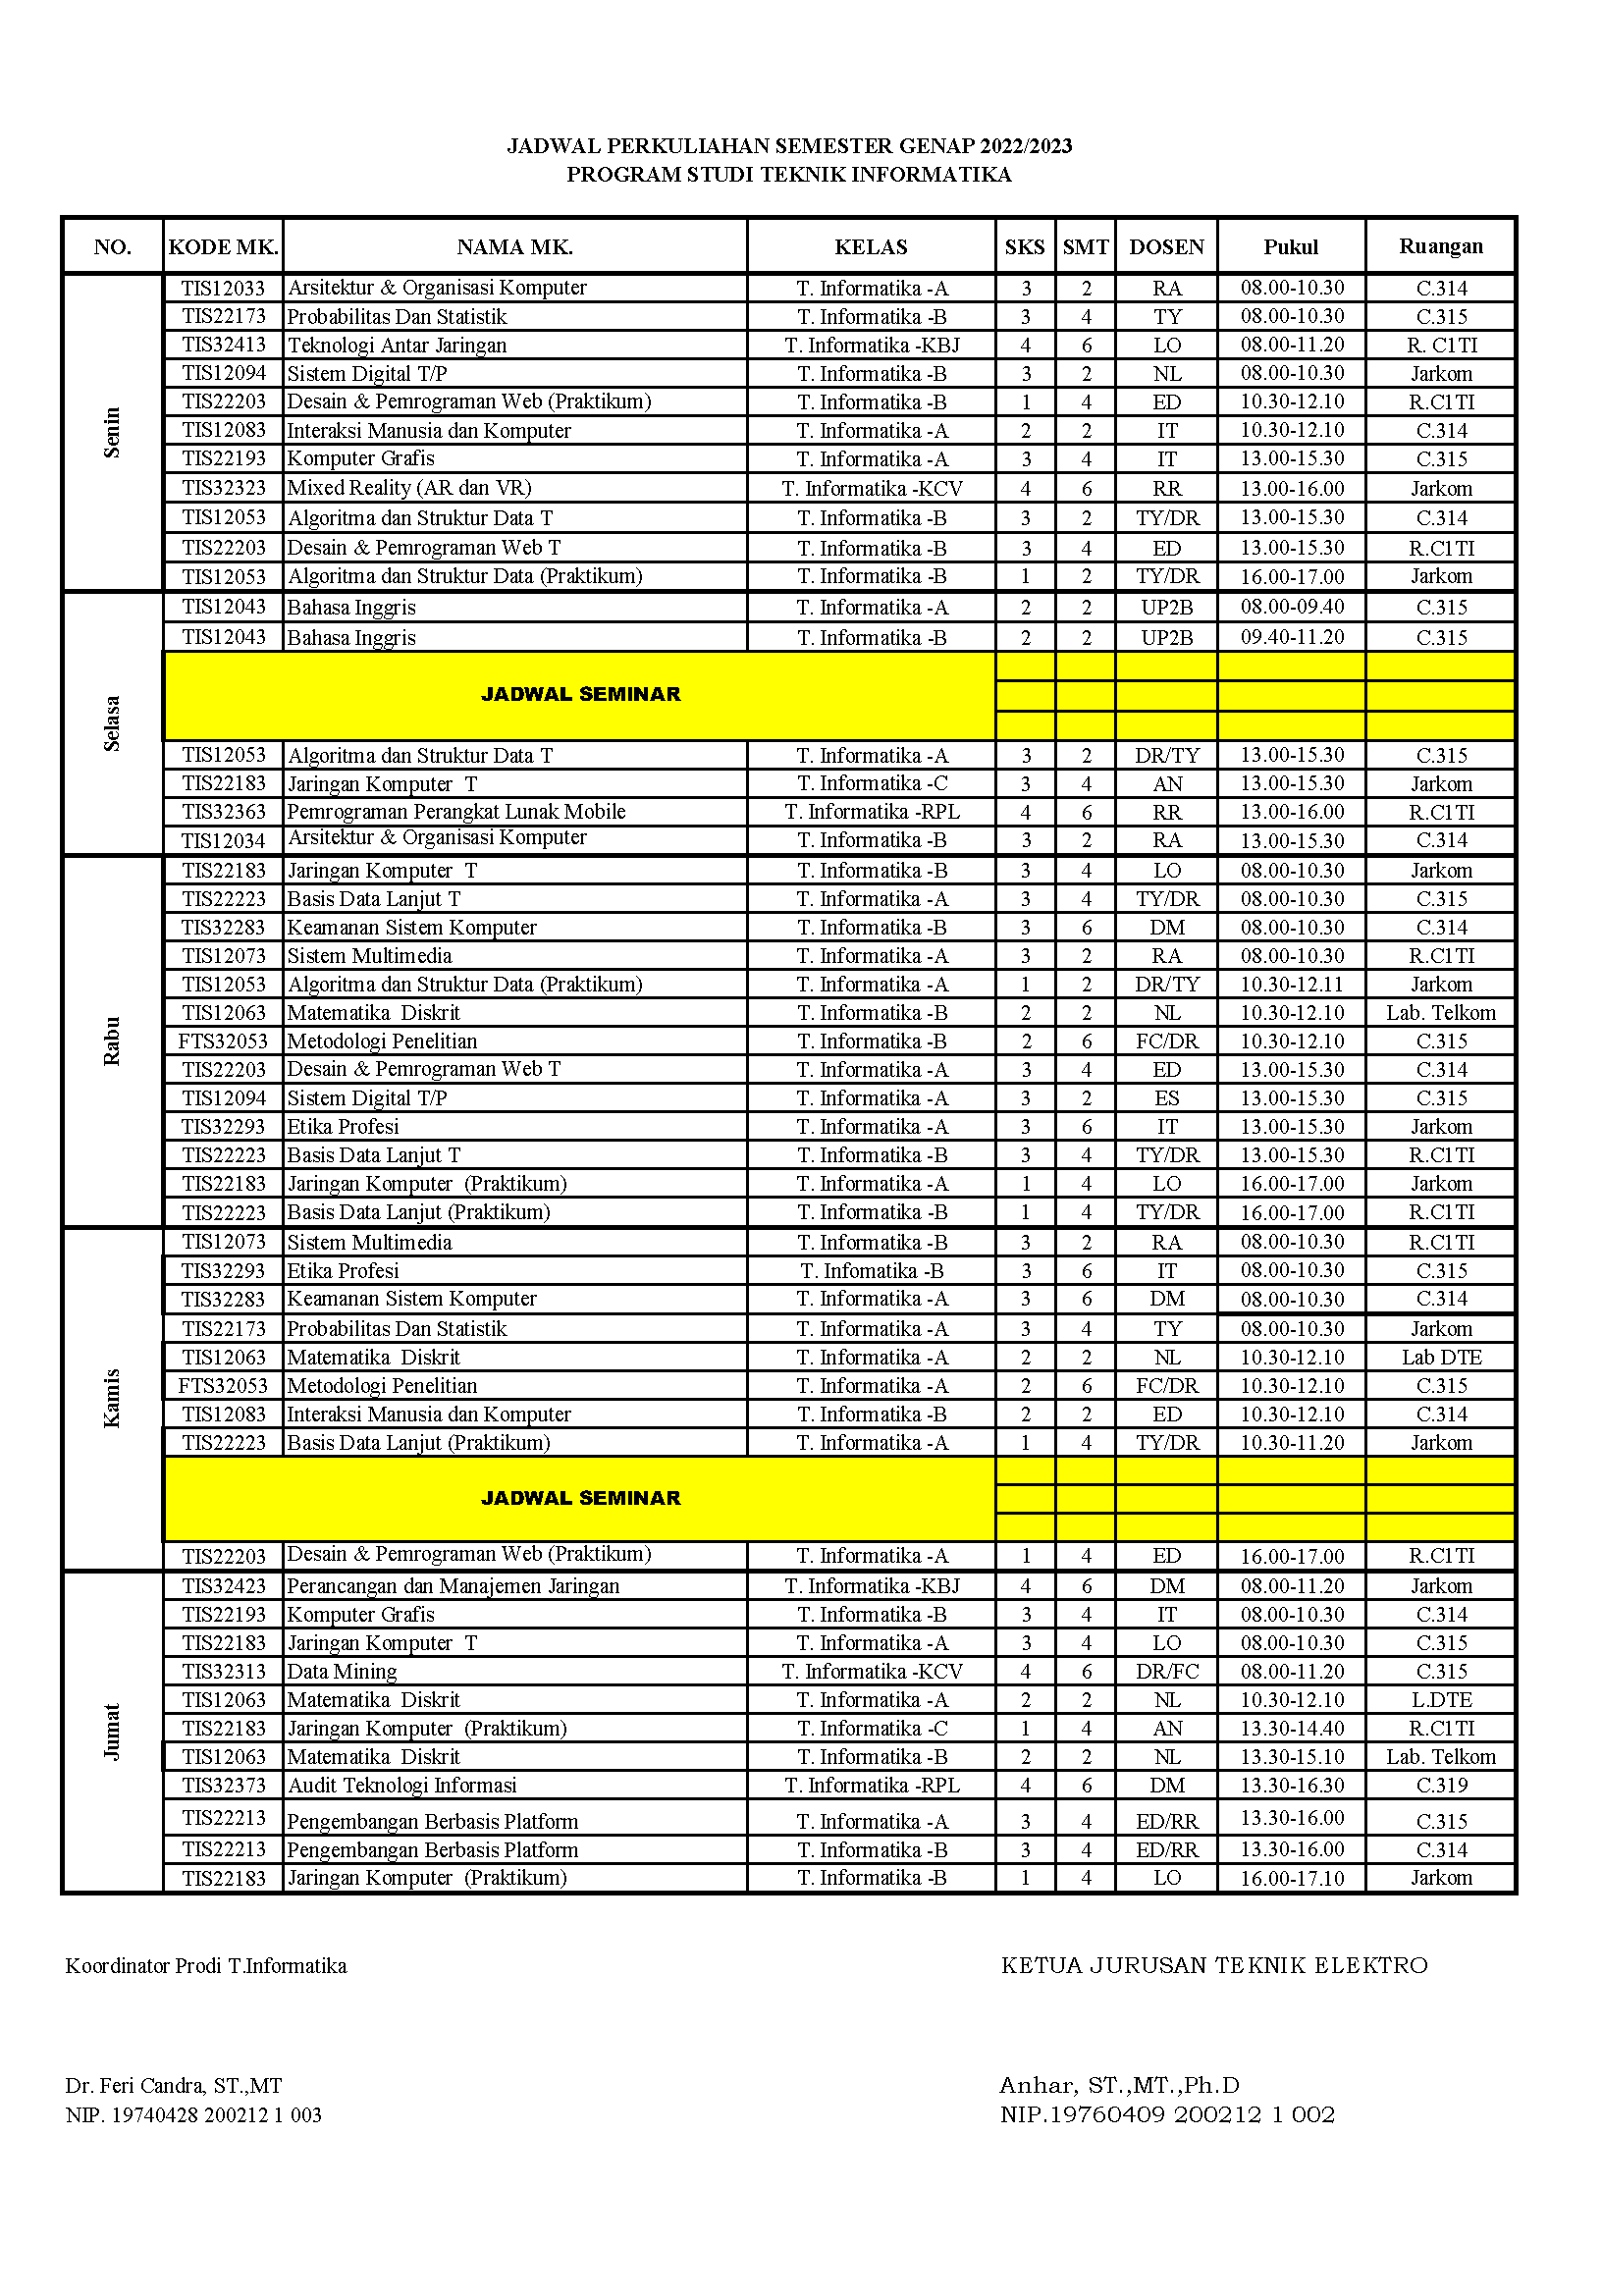 JADWAL PERKULIAHAN SEMESTER GENAP 2022/2023
PROGRAM STUDI TEKNIK INFORMATIKA
NO. KODE MK. NAMA MK. KELAS SKS SMT DOSEN Pukul Ruangan
Senin
TIS12033 Arsitektur & Organisasi Komputer T. Informatika -A 3 2 RA 08.00-10.30 C.314
TIS22173 Probabilitas Dan Statistik T. Informatika -B 3 4 TY 08.00-10.30 C.315
TIS32413 Teknologi Antar Jaringan T. Informatika -KBJ 4 6 LO 08.00-11.20 R. C1TI
TIS12094 Sistem Digital T/P T. Informatika -B 3 2 NL 08.00-10.30 Jarkom
TIS22203 Desain & Pemrograman Web (Praktikum) T. Informatika -B 1 4 ED 10.30-12.10 R.C1TI
TIS12083 Interaksi Manusia dan Komputer T. Informatika -A 2 2 IT 10.30-12.10 C.314
TIS22193 Komputer Grafis T. Informatika -A 3 4 IT 13.00-15.30 C.315
TIS32323 Mixed Reality (AR dan VR) T. Informatika -KCV 4 6 RR 13.00-16.00 Jarkom
TIS12053 Algoritma dan Struktur Data T T. Informatika -B 3 2 TY/DR 13.00-15.30 C.314
TIS22203 Desain & Pemrograman Web T T. Informatika -B 3 4 ED 13.00-15.30 R.C1TI
TIS12053 Algoritma dan Struktur Data (Praktikum) T. Informatika -B 1 2 TY/DR 16.00-17.00 Jarkom
Selasa
TIS12043 Bahasa Inggris T. Informatika -A 2 2 UP2B 08.00-09.40 C.315
TIS12043 Bahasa Inggris T. Informatika -B 2 2 UP2B 09.40-11.20 C.315
JADWAL SEMINAR
TIS12053 Algoritma dan Struktur Data T T. Informatika -A 3 2 DR/TY 13.00-15.30 C.315
TIS22183 Jaringan Komputer T T. Informatika -C 3 4 AN 13.00-15.30 Jarkom
TIS32363 Pemrograman Perangkat Lunak Mobile T. Informatika -RPL 4 6 RR 13.00-16.00 R.C1TI
TIS12034 Arsitektur & Organisasi Komputer T. Informatika -B 3 2 RA 13.00-15.30 C.314
Rabu
TIS22183 Jaringan Komputer T T. Informatika -B 3 4 LO 08.00-10.30 Jarkom
TIS22223 Basis Data Lanjut T T. Informatika -A 3 4 TY/DR 08.00-10.30 C.315
TIS32283 Keamanan Sistem Komputer T. Informatika -B 3 6 DM 08.00-10.30 C.314
TIS12073 Sistem Multimedia T. Informatika -A 3 2 RA 08.00-10.30 R.C1TI
TIS12053 Algoritma dan Struktur Data (Praktikum) T. Informatika -A 1 2 DR/TY 10.30-12.11 Jarkom
TIS12063 Matematika Diskrit T. Informatika -B 2 2 NL 10.30-12.10 Lab. Telkom
FTS32053 Metodologi Penelitian T. Informatika -B 2 6 FC/DR 10.30-12.10 C.315
TIS22203 Desain & Pemrograman Web T T. Informatika -A 3 4 ED 13.00-15.30 C.314
TIS12094 Sistem Digital T/P T. Informatika -A 3 2 ES 13.00-15.30 C.315
TIS32293 Etika Profesi T. Informatika -A 3 6 IT 13.00-15.30 Jarkom
TIS22223 Basis Data Lanjut T T. Informatika -B 3 4 TY/DR 13.00-15.30 R.C1TI
TIS22183 Jaringan Komputer (Praktikum) T. Informatika -A 1 4 LO 16.00-17.00 Jarkom
TIS22223 Basis Data Lanjut (Praktikum) T. Informatika -B 1 4 TY/DR 16.00-17.00 R.C1TI
Kamis
TIS12073 Sistem Multimedia T. Informatika -B 3 2 RA 08.00-10.30 R.C1TI
TIS32293 Etika Profesi T. Infomatika -B 3 6 IT 08.00-10.30 C.315
TIS32283 Keamanan Sistem Komputer T. Informatika -A 3 6 DM 08.00-10.30 C.314
TIS22173 Probabilitas Dan Statistik T. Informatika -A 3 4 TY 08.00-10.30 Jarkom
TIS12063 Matematika Diskrit T. Informatika -A 2 2 NL 10.30-12.10 Lab DTE
FTS32053 Metodologi Penelitian T. Informatika -A 2 6 FC/DR 10.30-12.10 C.315
TIS12083 Interaksi Manusia dan Komputer T. Informatika -B 2 2 ED 10.30-12.10 C.314
TIS22223 Basis Data Lanjut (Praktikum) T. Informatika -A 1 4 TY/DR 10.30-11.20 Jarkom
JADWAL SEMINAR
TIS22203 Desain & Pemrograman Web (Praktikum) T. Informatika -A 1 4 ED 16.00-17.00 R.C1TI
Jumat
TIS32423 Perancangan dan Manajemen Jaringan T. Informatika -KBJ 4 6 DM 08.00-11.20 Jarkom
TIS22193 Komputer Grafis T. Informatika -B 3 4 IT 08.00-10.30 C.314
TIS22183 Jaringan Komputer T T. Informatika -A 3 4 LO 08.00-10.30 C.315
TIS32313 Data Mining T. Informatika -KCV 4 6 DR/FC 08.00-11.20 C.315
TIS12063 Matematika Diskrit T. Informatika -A 2 2 NL 10.30-12.10 L.DTE
TIS22183 Jaringan Komputer (Praktikum) T. Informatika -C 1 4 AN 13.30-14.40 R.C1TI
TIS12063 Matematika Diskrit T. Informatika -B 2 2 NL 13.30-15.10 Lab. Telkom
TIS32373 Audit Teknologi Informasi T. Informatika -RPL 4 6 DM 13.30-16.30 C.319
TIS22213 Pengembangan Berbasis Platform T. Informatika -A 3 4 ED/RR 13.30-16.00 C.315
TIS22213 Pengembangan Berbasis Platform T. Informatika -B 3 4 ED/RR 13.30-16.00 C.314
TIS22183 Jaringan Komputer (Praktikum) T. Informatika -B 1 4 LO 16.00-17.10 Jarkom
Koordinator Prodi T.Informatika KETUA JURUSAN TEKNIK ELEKTRO
Dr. Feri Candra, ST.,MT Anhar, ST.,MT.,Ph.D
NIP. 19740428 200212 1 003 NIP.19760409 200212 1 002